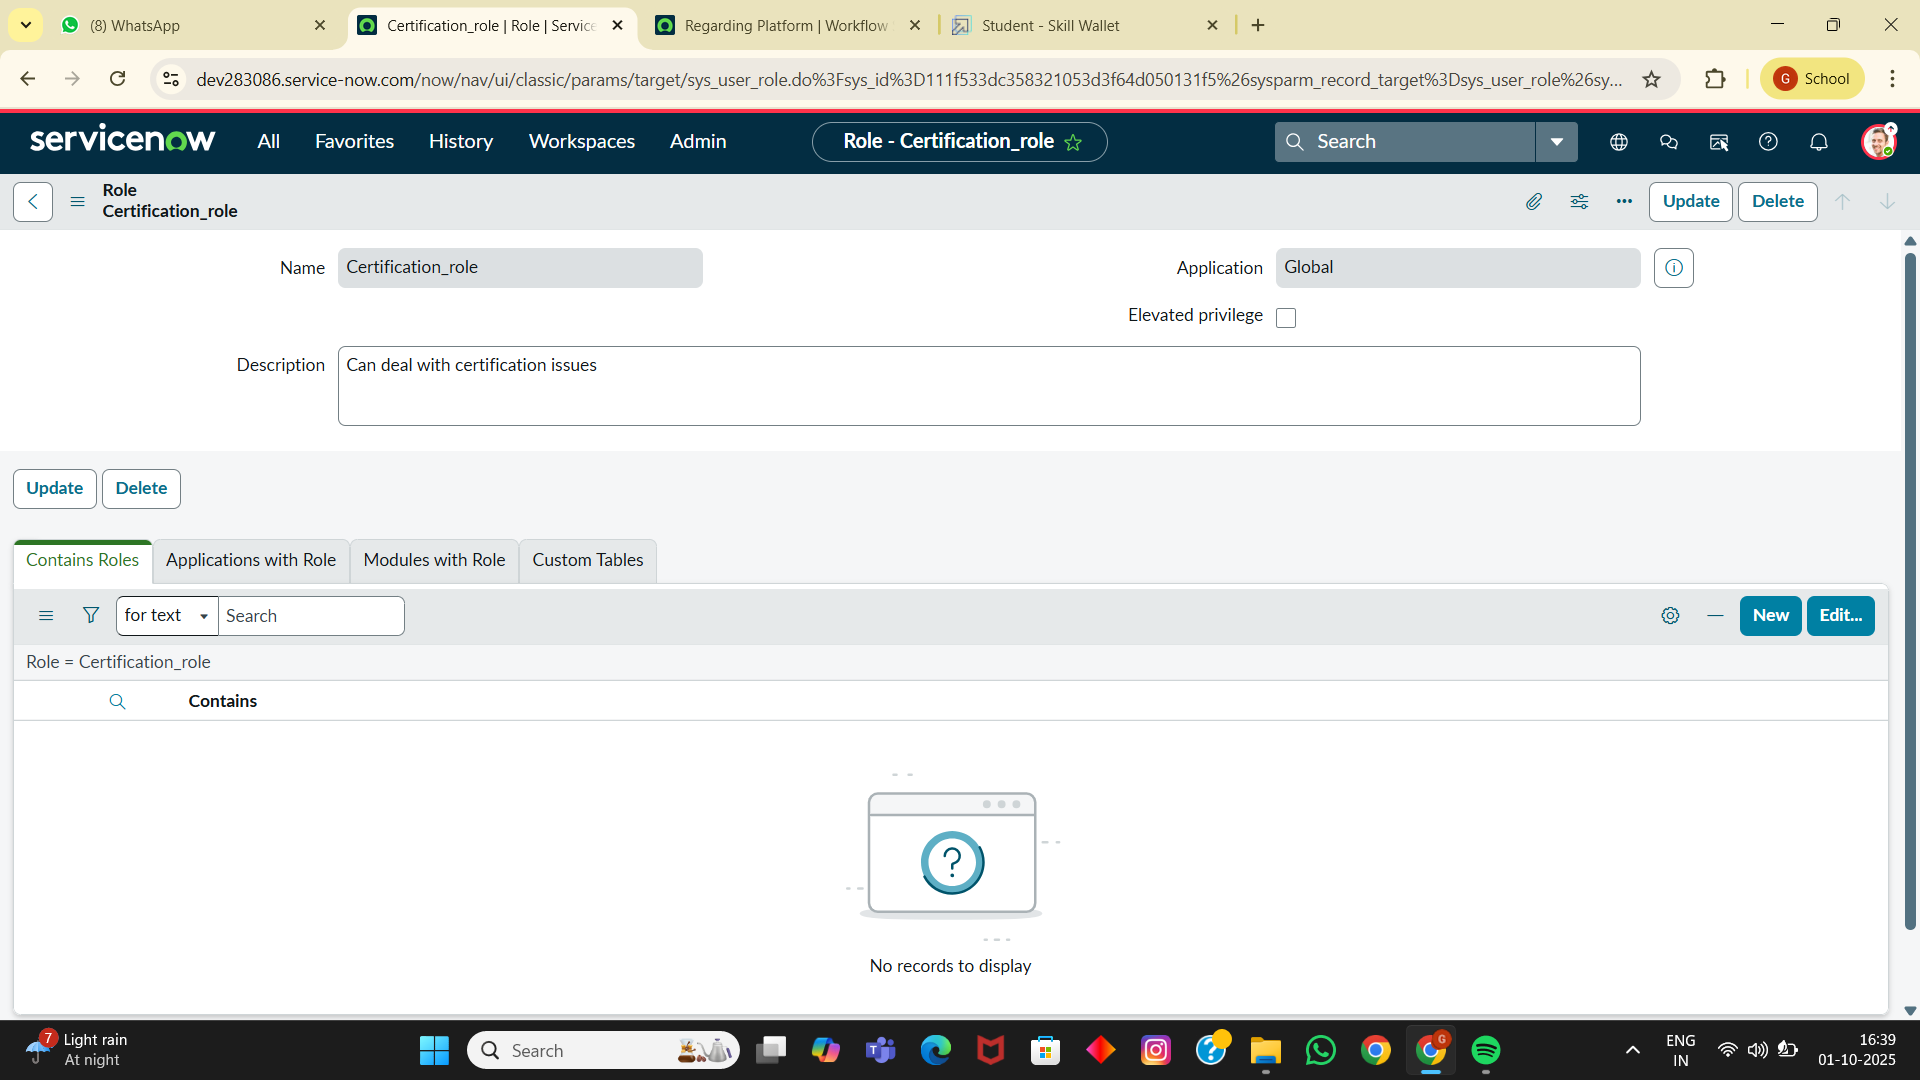 (8) WhatsApp
Certification_role | Role | Service
Regarding Platform | Workflow
Student - Skill Wallet
dev283086.service-now.com/now/nav/ui/classic/params/target/sys_user_role.do%3Fsys_id%3D111f533dc358321053d3f64d050131f5%26sysparm_record_target%3Dsys_user_role%26sy...
G School
servicenow All Favorites History Workspaces Admin Role - Certification_role Search
Role
Certification_role
Update Delete
Name Certification_role Application Global
Elevated privilege
Description Can deal with certification issues
Update Delete
Contains Roles Applications with Role Modules with Role Custom Tables
for text Search New Edit...
Role = Certification_role
Contains
No records to display
7 Light rain
At night
Search
G
ENG
IN
16:39
01-10-2025